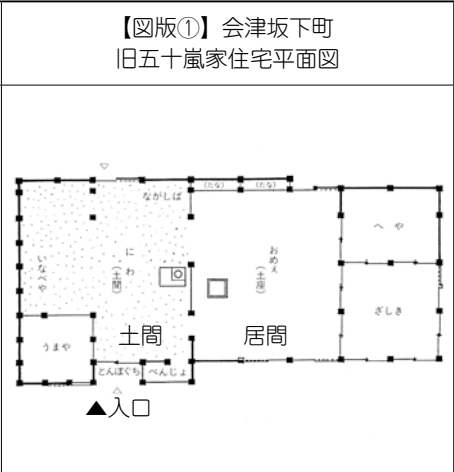 【図版①】会津坂下町
旧五十嵐家住宅平面図
ながしば
(たな)
(たな)
いなべや
にわ
(土間)
おめえ
(土座)
へや
ざしき
うまや
土間
居間
とんぼぐち
べんじょ
▲入口